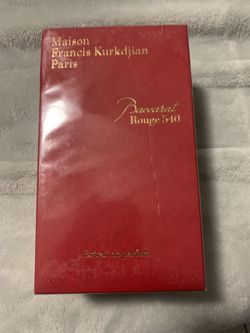 Maison
Francis Kurkdjian
Paris
Baccarat
Rouge 540
Extrait de parfum